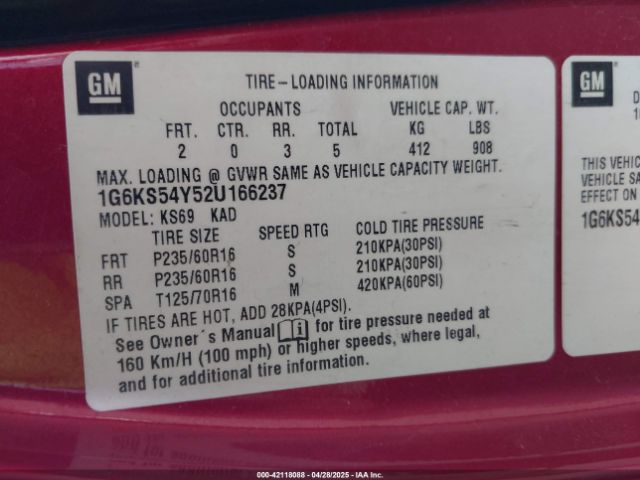 GM
TIRE-LOADING INFORMATION
OCCUPANTS VEHICLE CAP. WT.
FRT. CTR. RR. TOTAL KG LBS
2 0 3 5 412 908
MAX. LOADING @ GVWR SAME AS VEHICLE CAPACITY WEIGHT.
1G6KS54Y52U166237
MODEL: KS69 KAD
TIRE SIZE SPEED RTG COLD TIRE PRESSURE
FRT P235/60R16 S 210KPA(30PSI)
RR P235/60R16 S 210KPA(30PSI)
SPA T125/70R16 M 420KPA(60PSI)
IF TIRES ARE HOT, ADD 28KPA(4PSI).
See Owner´s Manual i for tire pressure needed at
160 Km/H (100 mph) or higher speeds, where legal,
and for additional tire information.
GM
THIS VEHIC
VEHICLE SA
EFFECT ON
1G6KS54
000-42118088 - 04/28/2025 - IAA Inc.